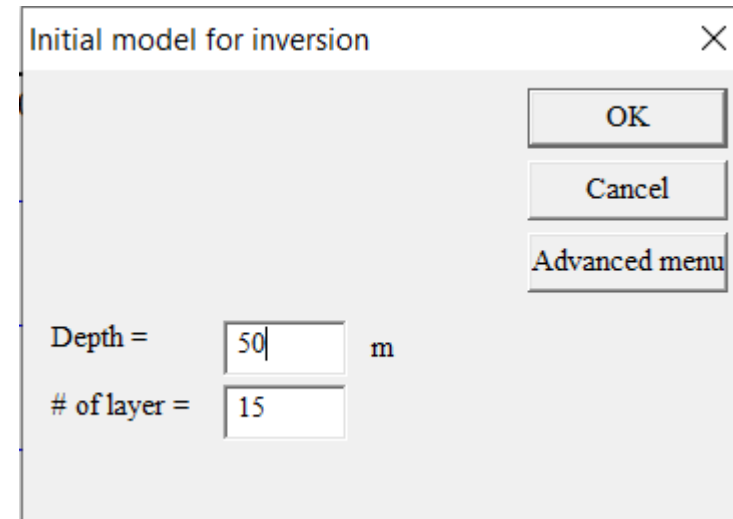 Initial model for inversion
OK
Cancel
Advanced menu
Depth = 50 m
# of layer = 15